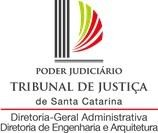 PODER JUDICIÁRIO
TRIBUNAL DE JUSTIÇA
de Santa Catarina
Diretoria-Geral Administrativa
Diretoria de Engenharia e Arquitetura